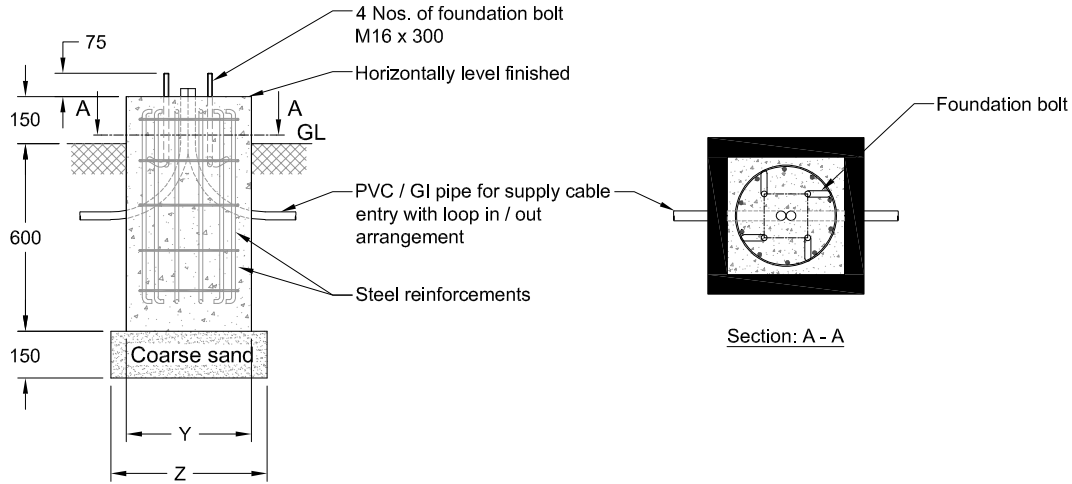 4 Nos. of foundation bolt
M16 x 300
75
Horizontally level finished
A
A
150
GL
Foundation bolt
PVC / GI pipe for supply cable
entry with loop in / out
arrangement
600
Steel reinforcements
Section: A - A
150
Coarse sand
Y
Z